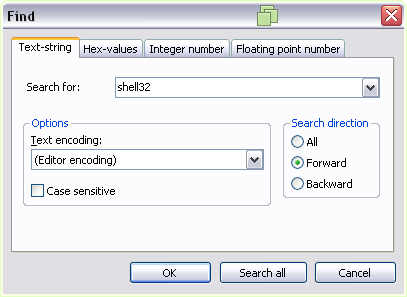 Find
Text-string Hex-values Integer number Floating point number
Search for: shell32
Options
Text encoding:
(Editor encoding)
Case sensitive
Search direction
All
Forward
Backward
OK Search all Cancel